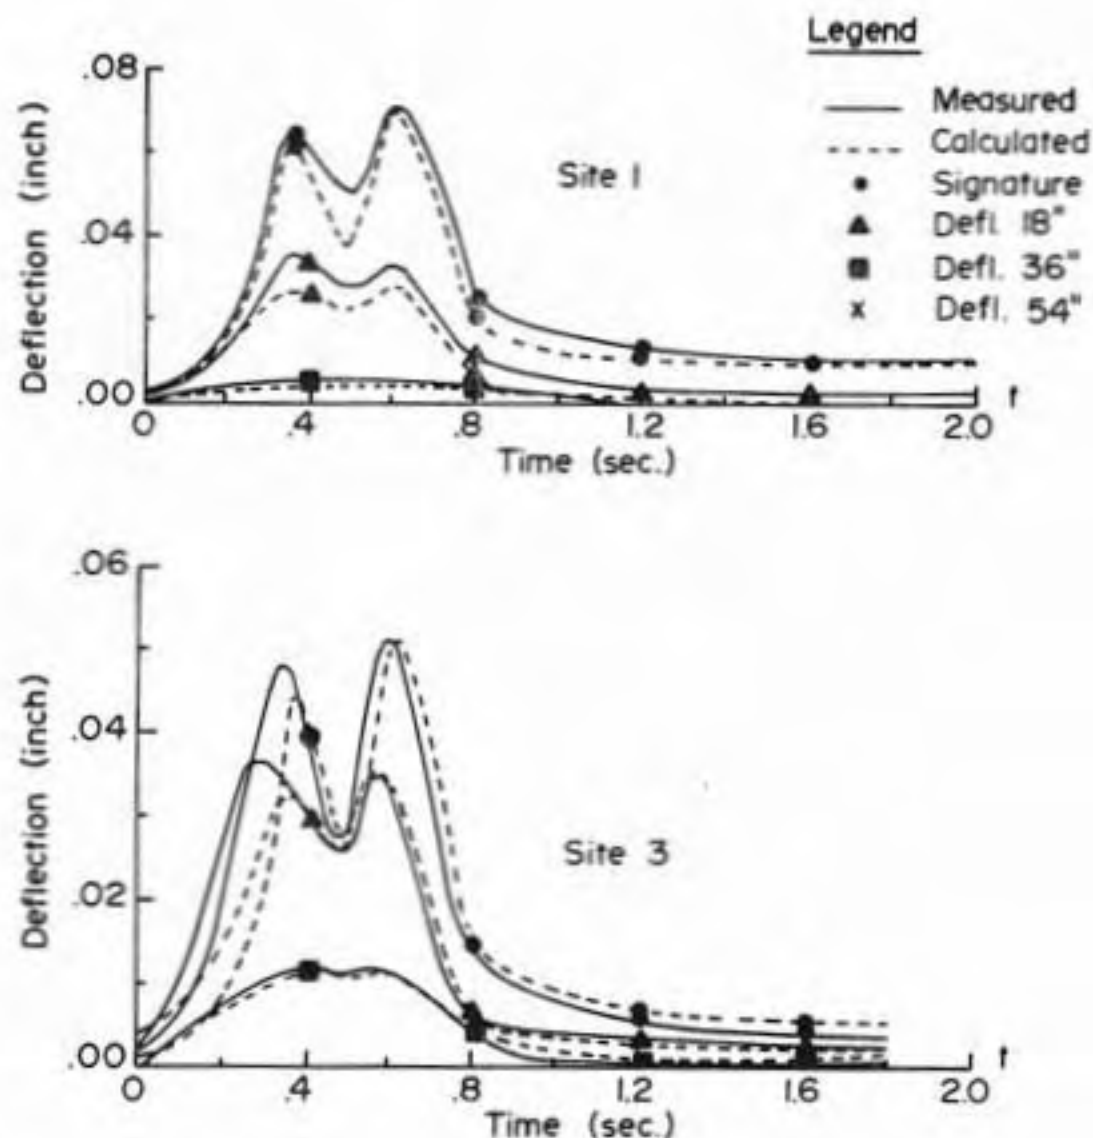 Legend
Measured
Calculated
Signature
Defl. 18"
Defl. 36"
Defl. 54"
Deflection (inch)
.08
.04
.00
Site 1
0
.4
.8
1.2
1.6
2.0
t
Time (sec.)
Deflection (inch)
.06
.04
.02
.00
Site 3
0
.4
.8
1.2
1.6
2.0
t
Time (sec.)